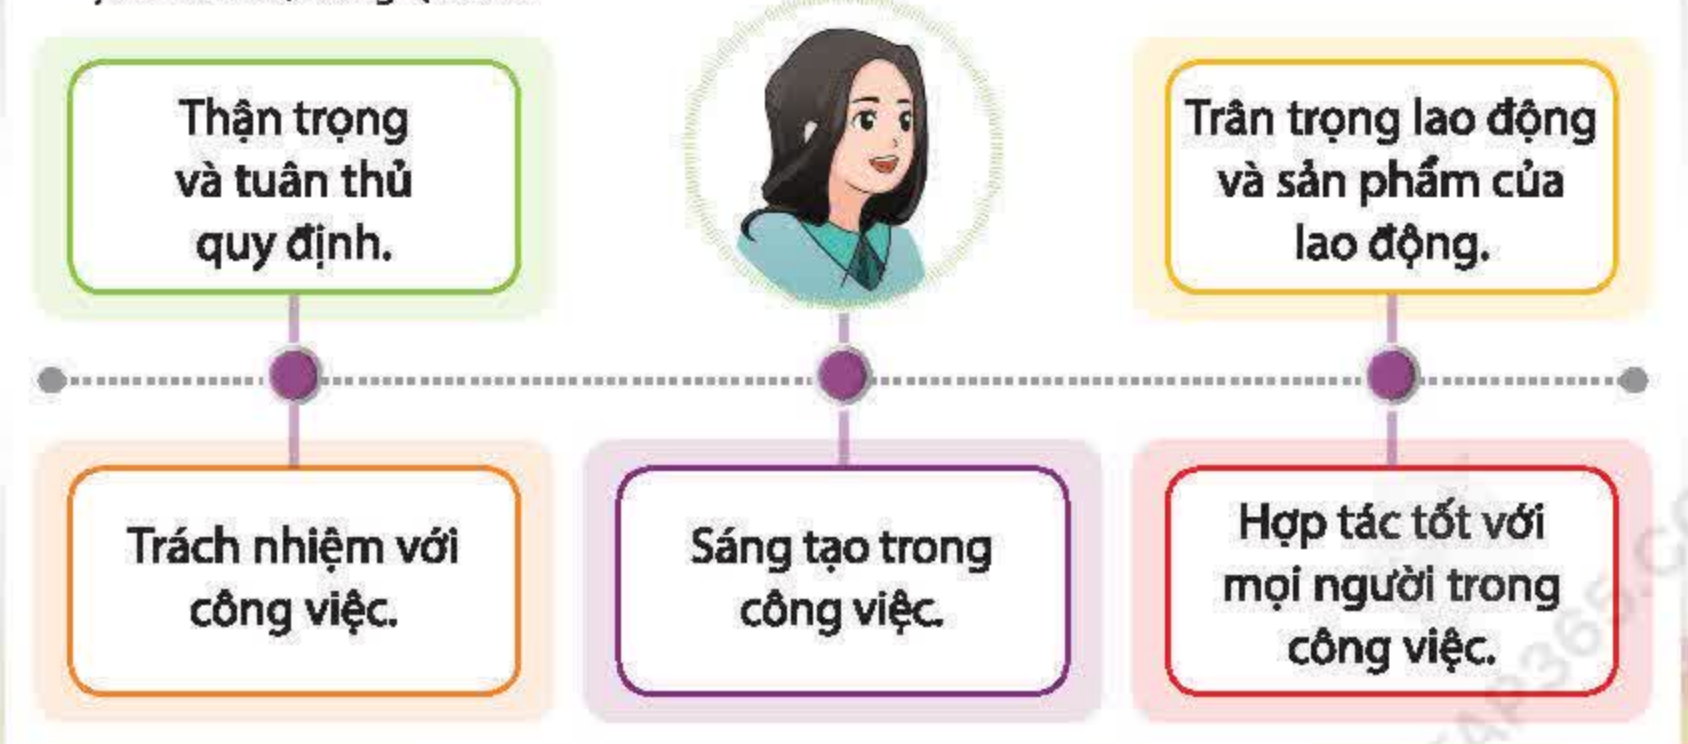 Thận trọng
và tuân thủ
quy định.
Trân trọng lao động
và sản phẩm của
lao động.
Trách nhiệm với
công việc.
Sáng tạo trong
công việc.
Hợp tác tốt với
mọi người trong
công việc.